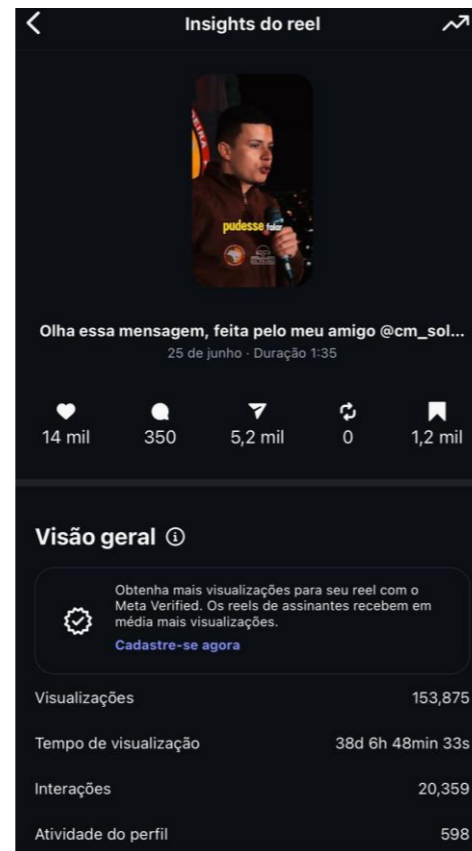 Insights do reel
pudesse falar
Olha essa mensagem, feita pelo meu amigo @cm_sol...
25 de junho · Duração 1:35
14 mil 350 5,2 mil 0 1,2 mil
Visão geral
Obtenha mais visualizações para seu reel com o
Meta Verified. Os reels de assinantes recebem em
média mais visualizações.
Cadastre-se agora
Visualizações 153,875
Tempo de visualização 38d 6h 48min 33s
Interações 20,359
Atividade do perfil 598